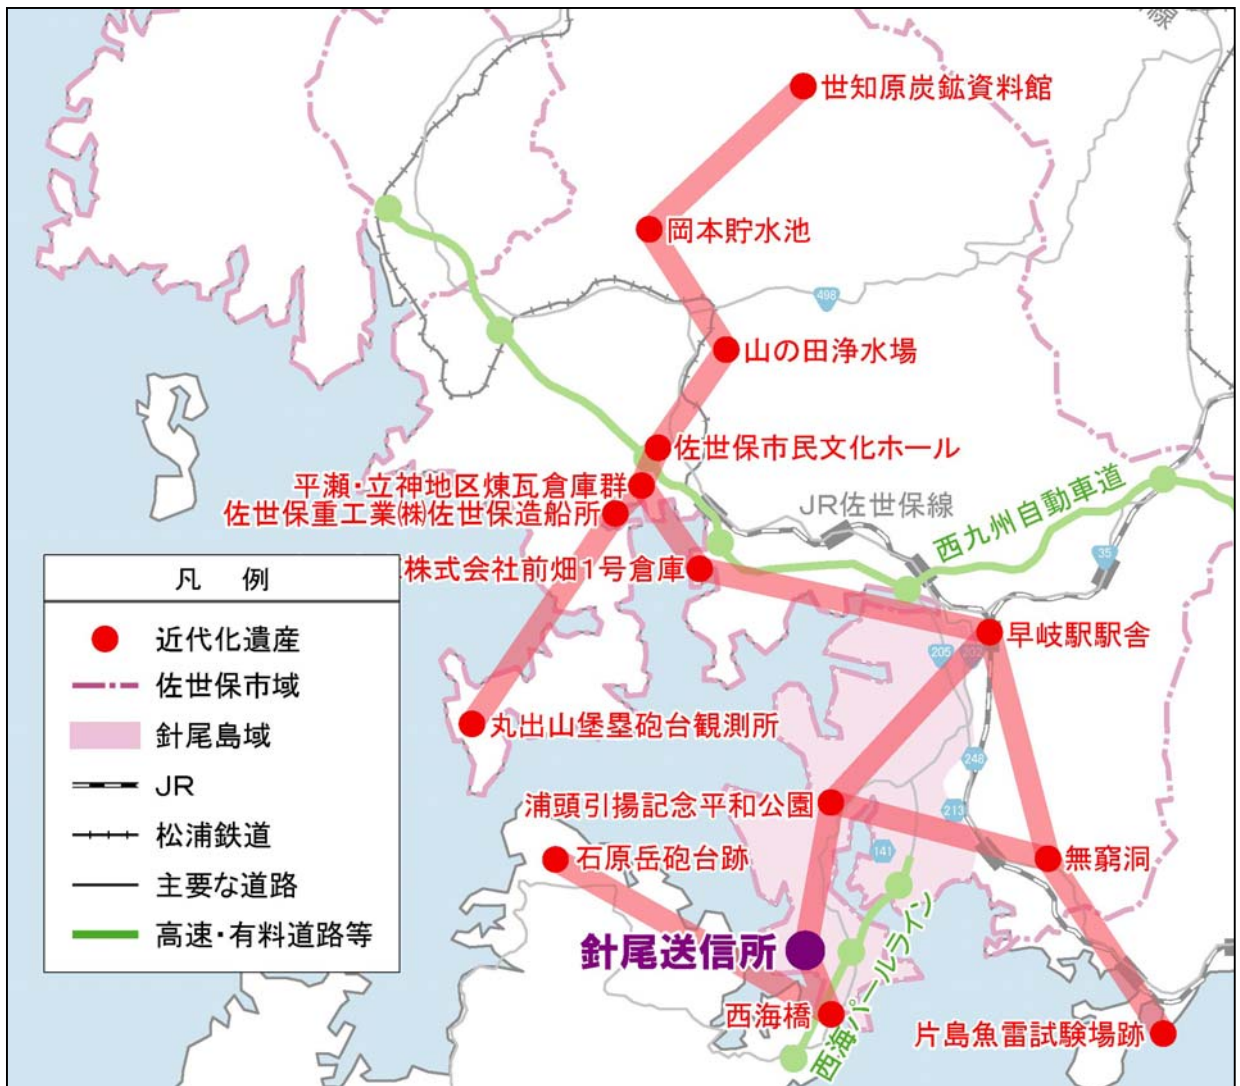 線
世知原炭鉱資料館
岡本貯水池
498
山の田浄水場
佐世保市民文化ホール
平瀬・立神地区煉瓦倉庫群
佐世保重工業㈱佐世保造船所
JR佐世保線
西九州自動車道
35
株式会社前畑1号倉庫
早岐駅駅舎
205
202
丸出山堡塁砲台観測所
248
浦頭引揚記念平和公園
213
石原岳砲台跡
141
無窮洞
針尾送信所
西海パールライン
西海橋
片島魚雷試験場跡
凡 例
近代化遺産
佐世保市域
針尾島域
JR
松浦鉄道
主要な道路
高速・有料道路等